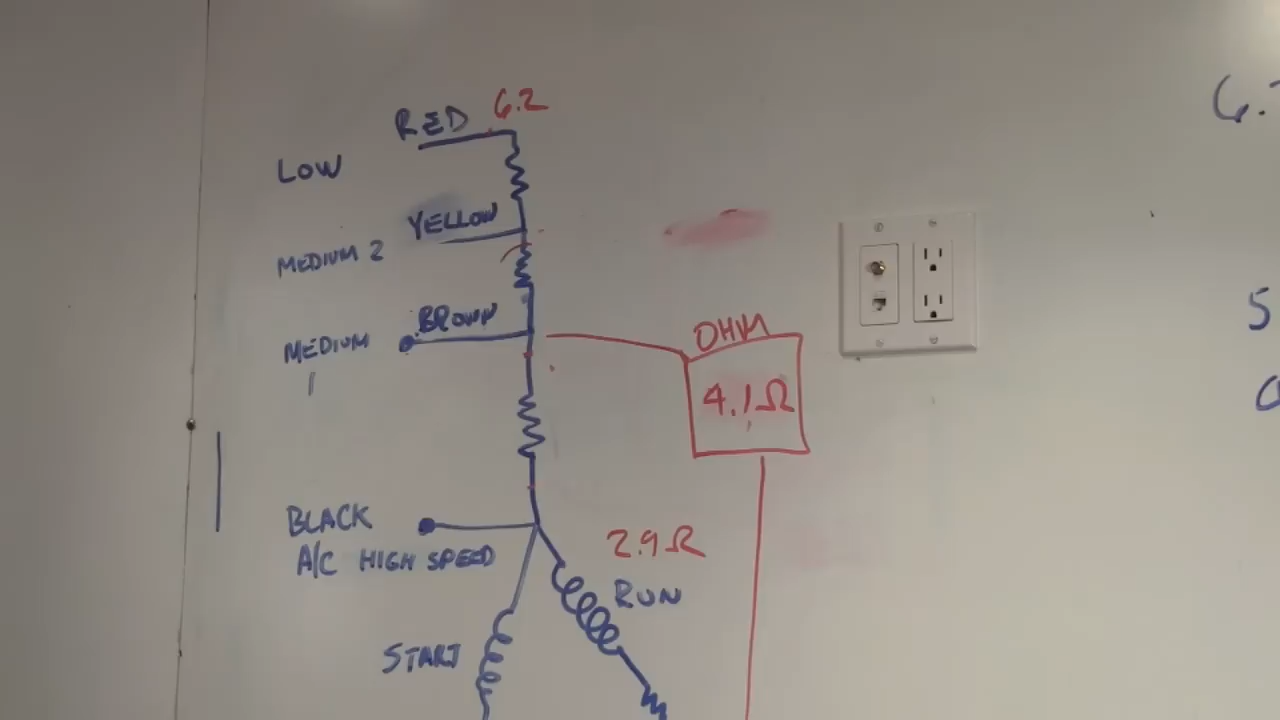 RED 6.2
LOW
YELLOW
MEDIUM 2
BROWN
MEDIUM
1
OHM
4.1Ω
BLACK
A/C HIGH SPEED
2.9Ω
RUN
START
5